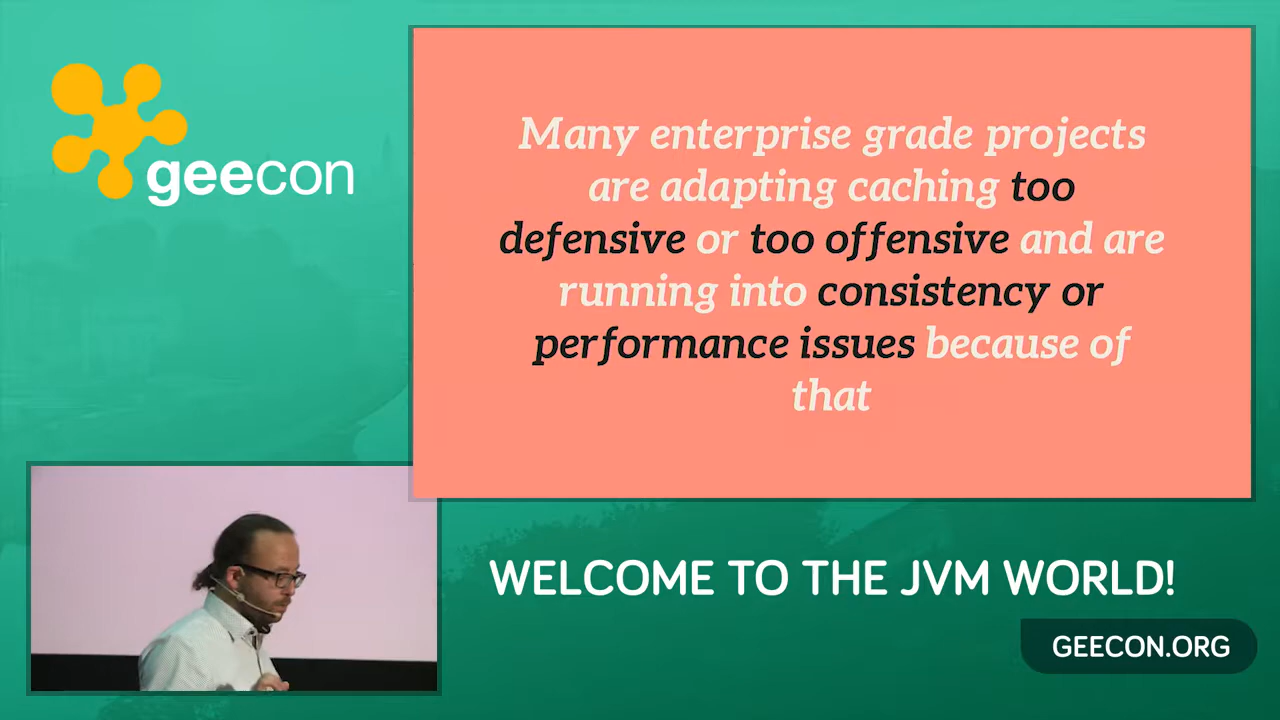 geecon
Many enterprise grade projects
are adapting caching too
defensive or too offensive and are
running into consistency or
performance issues because of
that
WELCOME TO THE JVM WORLD!
GEECON.ORG